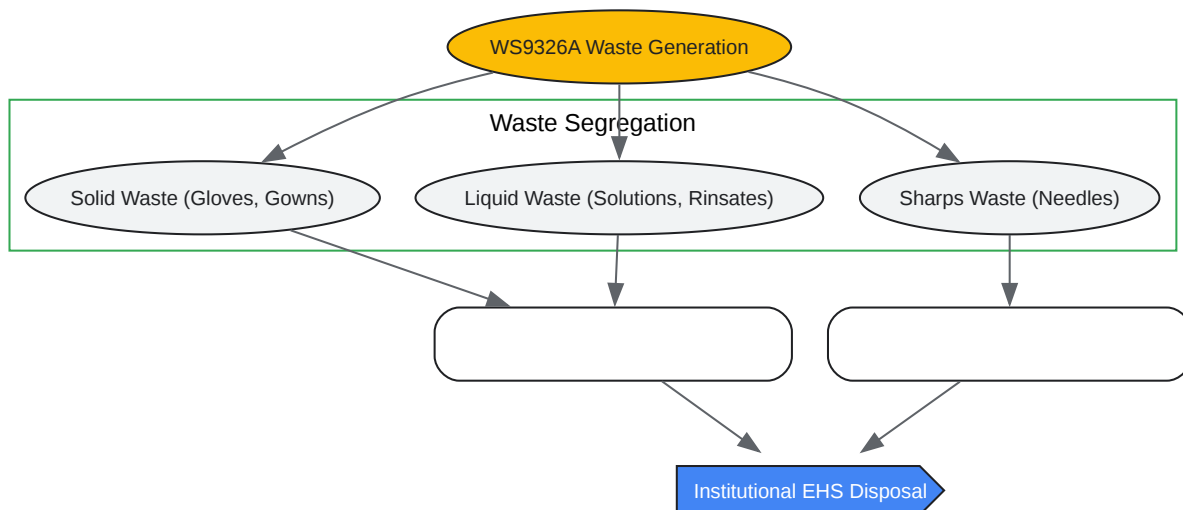 WS9326A Waste Generation
Waste Segregation
Solid Waste (Gloves, Gowns)
Liquid Waste (Solutions, Rinsates)
Sharps Waste (Needles)
Institutional EHS Disposal